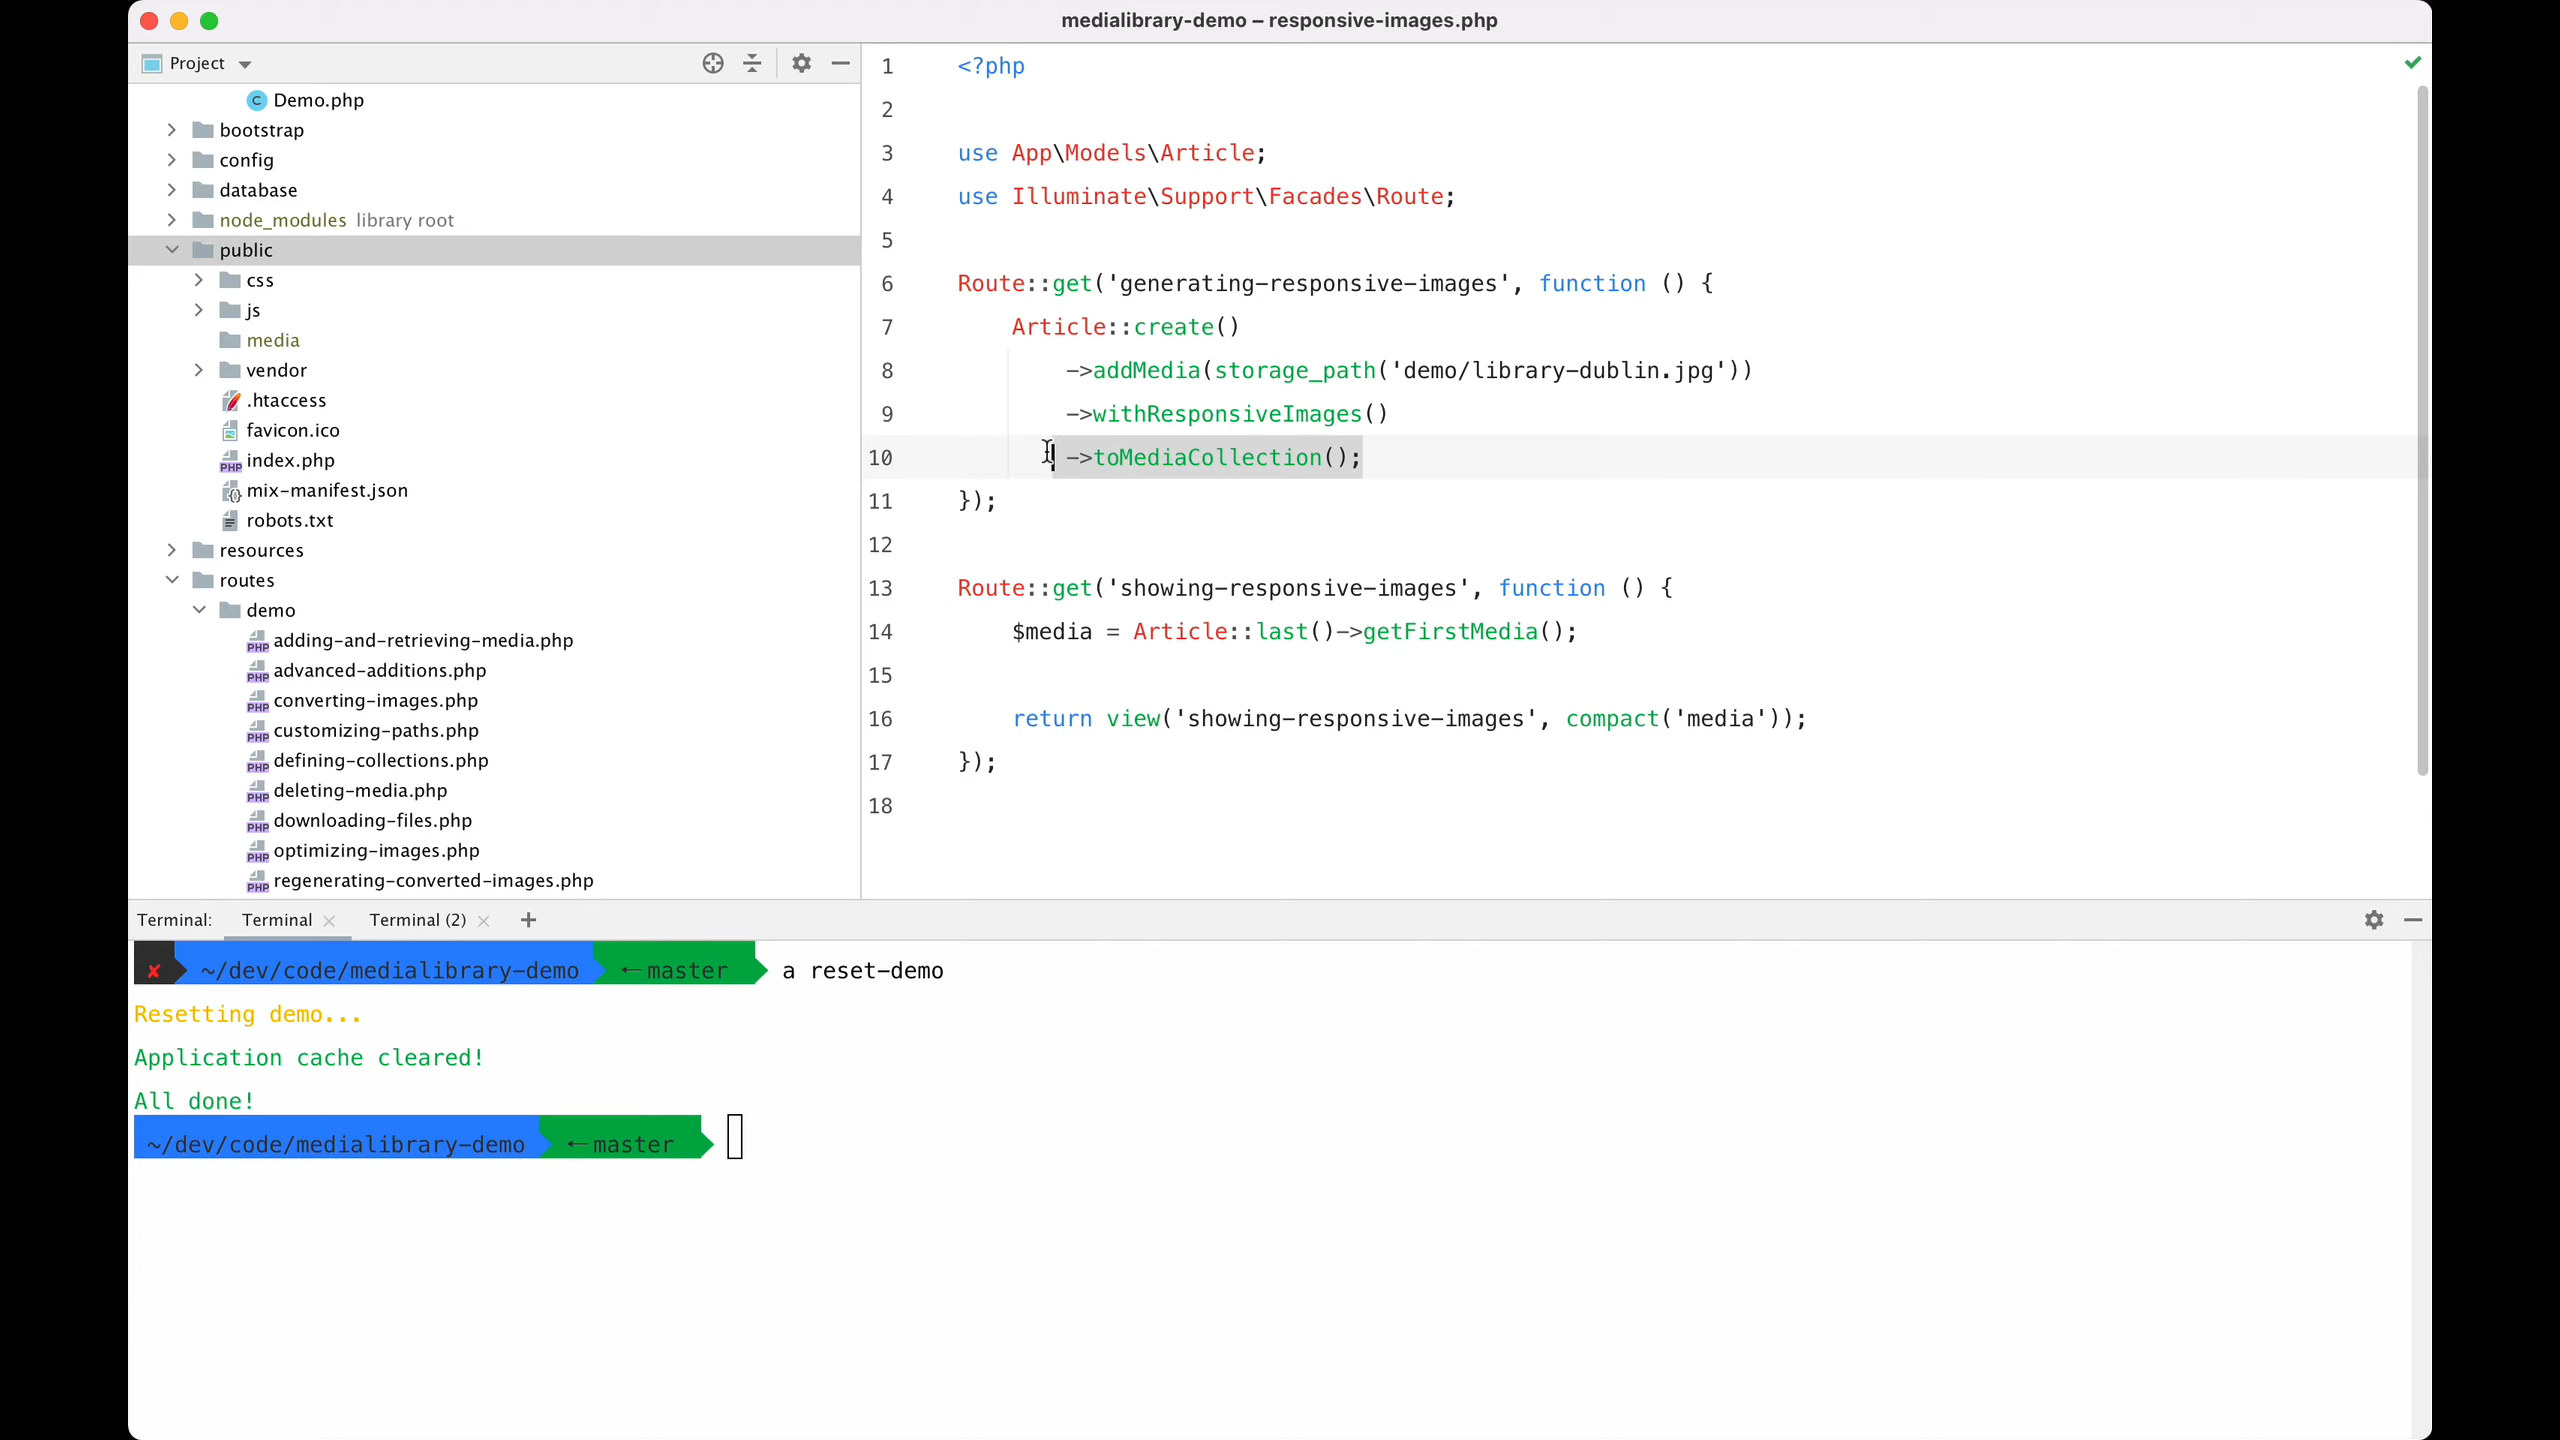 medialibrary-demo – responsive-images.php
Project
Demo.php
bootstrap
config
database
node_modules library root
public
css
js
media
vendor
.htaccess
favicon.ico
index.php
mix-manifest.json
robots.txt
resources
routes
demo
adding-and-retrieving-media.php
advanced-additions.php
converting-images.php
customizing-paths.php
defining-collections.php
deleting-media.php
downloading-files.php
optimizing-images.php
regenerating-converted-images.php
1 <?php
2
3 use App\Models\Article;
4 use Illuminate\Support\Facades\Route;
5
6 Route::get('generating-responsive-images', function () {
7 Article::create()
8 ->addMedia(storage_path('demo/library-dublin.jpg'))
9 ->withResponsiveImages()
10 ->toMediaCollection();
11 });
12
13 Route::get('showing-responsive-images', function () {
14 $media = Article::last()->getFirstMedia();
15
16 return view('showing-responsive-images', compact('media'));
17 });
18
Terminal: Terminal × Terminal (2) × +
✘ ~/dev/code/medialibrary-demo ← master a reset-demo
Resetting demo...
Application cache cleared!
All done!
~/dev/code/medialibrary-demo ← master